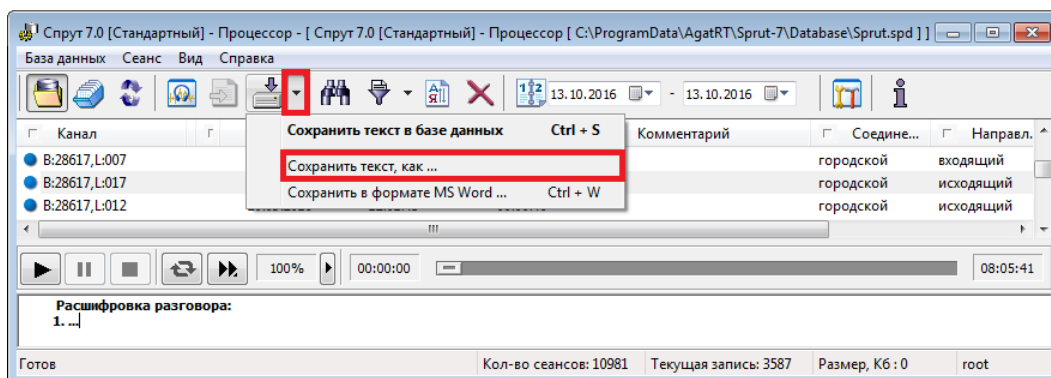 Спрут 7.0 [Стандартный] - Процессор - [ Спрут 7.0 [Стандартный] - Процессор [ C:\ProgramData\AgatRT\Sprut-7\Database\Sprut.spd ] ]
База данных Сеанс Вид Справка
13.10.2016 - 13.10.2016
Канал Комментарий Соедине... Направл.
Сохранить текст в базе данных Ctrl + S
Сохранить текст, как ...
Сохранить в формате MS Word ... Ctrl + W
B:28617,L:007 городской входящий
B:28617,L:017 городской исходящий
B:28617,L:012 городской исходящий
100% 00:00:00 08:05:41
Расшифровка разговора:
1. ...
Готов Кол-во сеансов: 10981 Текущая запись: 3587 Размер, Кб : 0 root